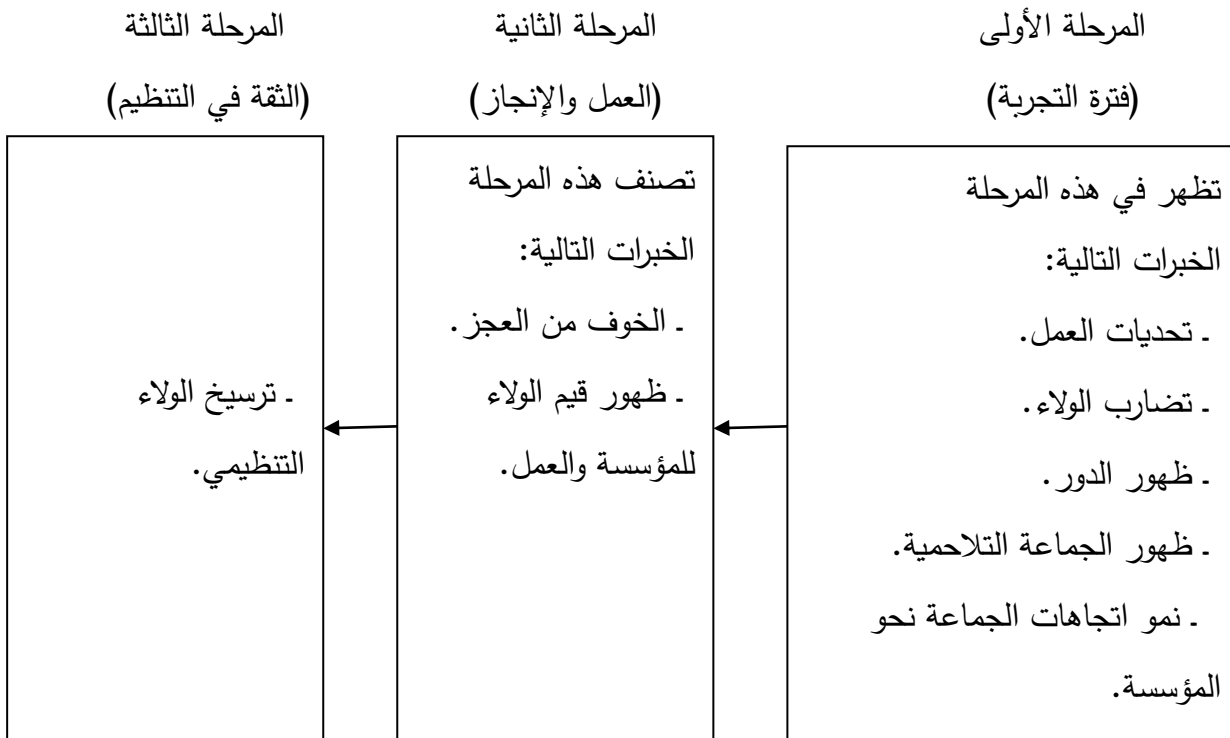 المرحلة الأولى
(فترة التجربة)
تظهر في هذه المرحلة
الخبرات التالية:
ـ تحديات العمل.
ـ تضارب الولاء.
ـ ظهور الدور.
ـ ظهور الجماعة التلاحمية.
ـ نمو اتجاهات الجماعة نحو
المؤسسة.
المرحلة الثانية
(العمل والإنجاز)
تصنف هذه المرحلة
الخبرات التالية:
ـ الخوف من العجز.
ـ ظهور قيم الولاء
للمؤسسة والعمل.
المرحلة الثالثة
(الثقة في التنظيم)
ـ ترسيخ الولاء
التنظيمي.